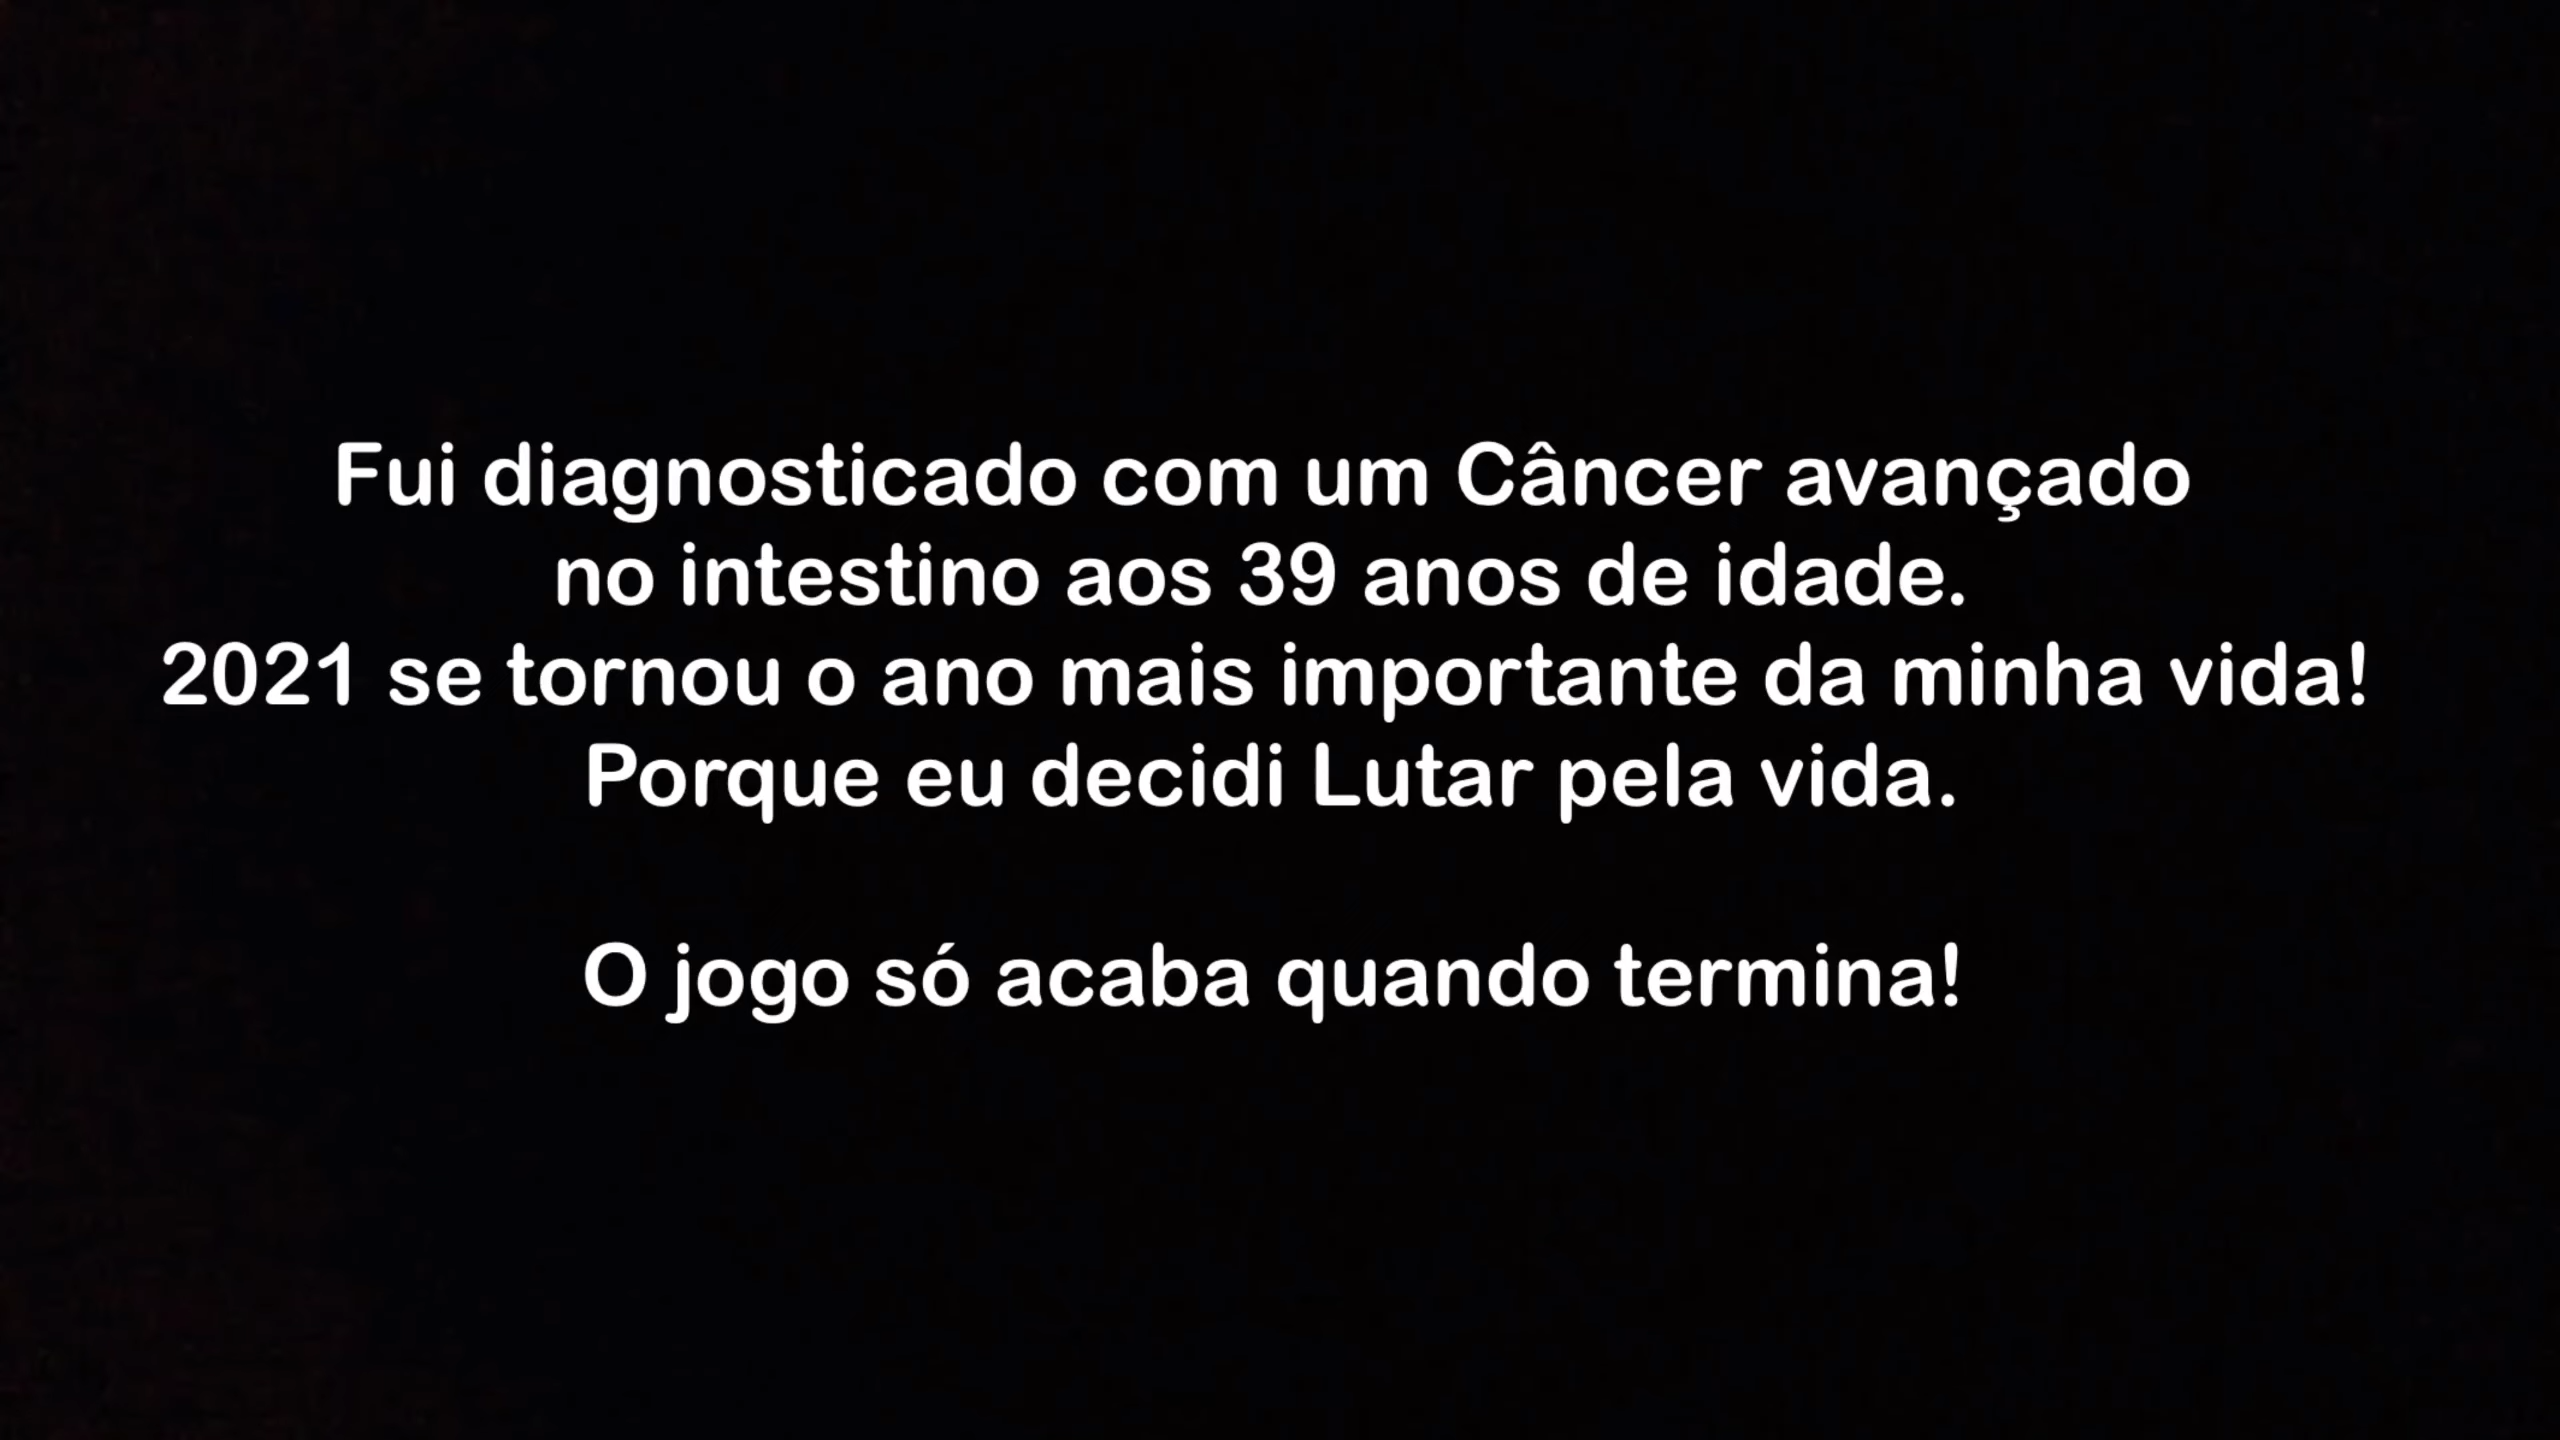 Fui diagnosticado com um Câncer avançado
no intestino aos 39 anos de idade.
2021 se tornou o ano mais importante da minha vida!
Porque eu decidi Lutar pela vida.
O jogo só acaba quando termina!